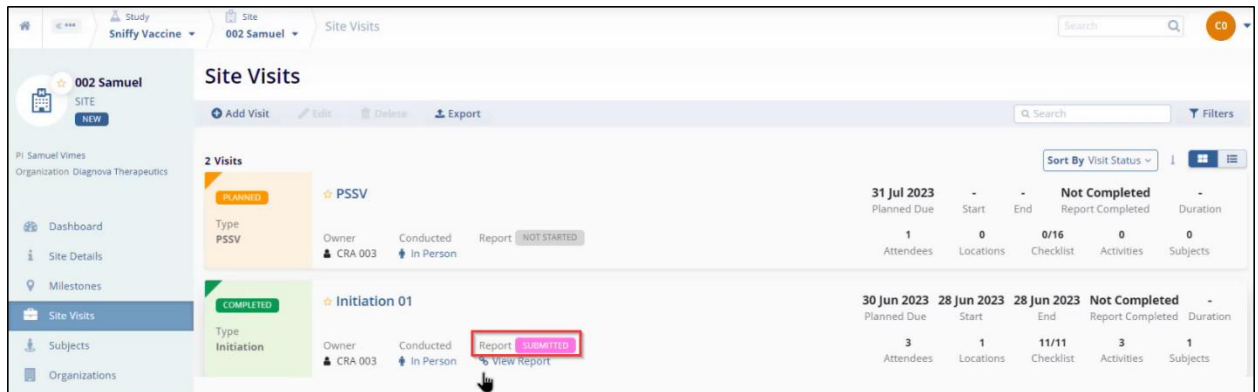 Study
Sniffy Vaccine
Site
002 Samuel
Site Visits
Search
C0
002 Samuel
SITE
NEW
PI Samuel Vimes
Organization Diagnova Therapeutics
Dashboard
Site Details
Milestones
Site Visits
Subjects
Organizations
Site Visits
Add Visit Edit Delete Export
Search
Filters
2 Visits
Sort By Visit Status
PLANNED
Type
PSSV
PSSV
Owner Conducted Report NOT STARTED
CRA 003 In Person
31 Jul 2023 - - Not Completed -
Planned Due Start End Report Completed Duration
1 0 0/16 0 0
Attendees Locations Checklist Activities Subjects
COMPLETED
Type
Initiation
Initiation 01
Owner Conducted Report SUBMITTED
CRA 003 In Person View Report
30 Jun 2023 28 Jun 2023 28 Jun 2023 Not Completed -
Planned Due Start End Report Completed Duration
3 1 11/11 3 1
Attendees Locations Checklist Activities Subjects